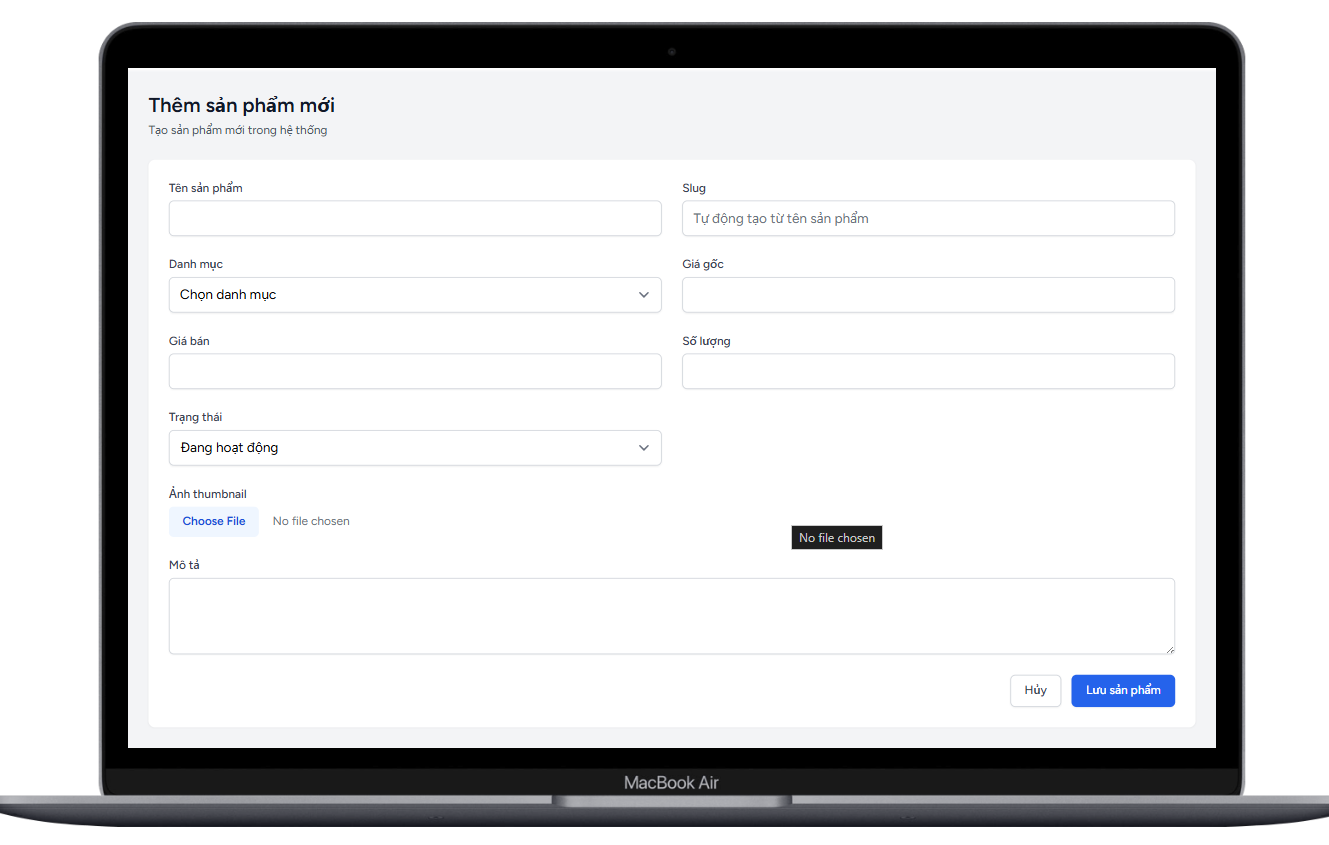 Thêm sản phẩm mới
Tạo sản phẩm mới trong hệ thống
Tên sản phẩm
Slug
Tự động tạo từ tên sản phẩm
Danh mục
Giá gốc
Chọn danh mục
Giá bán
Số lượng
Trạng thái
Đang hoạt động
Ảnh thumbnail
Choose File No file chosen
No file chosen
Mô tả
Hủy
Lưu sản phẩm
MacBook Air